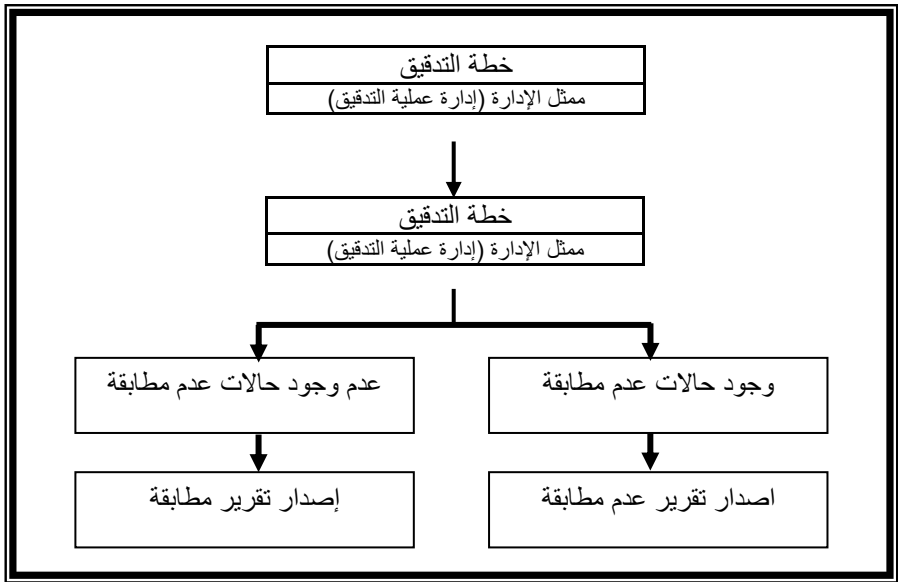 خطة التدقيق
ممثل الإدارة (إدارة عملية التدقيق)
خطة التدقيق
ممثل الإدارة (إدارة عملية التدقيق)
وجود حالات عدم مطابقة
عدم وجود حالات عدم مطابقة
اصدار تقرير عدم مطابقة
إصدار تقرير مطابقة